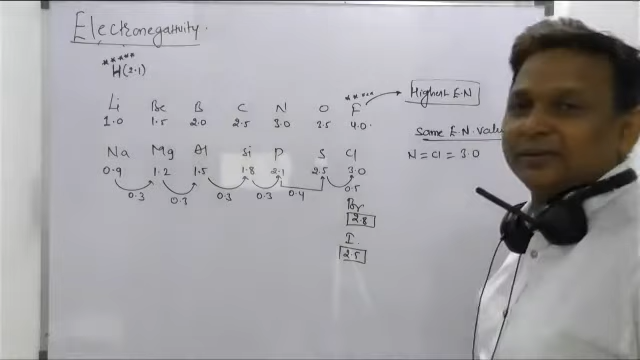 Electronegativity.
*****
H(2.1)
Li Be B C N O F
1.0 1.5 2.0 2.5 3.0 3.5 4.0.
*****
Highest E.N
Same E.N. Value
N = Cl = 3.0
Na Mg Al Si P S Cl
0.9 1.2 1.5 1.8 2.1 2.5 3.0
0.3 0.3 0.3 0.3 0.4 0.5
Br
2.8
I.
2.5